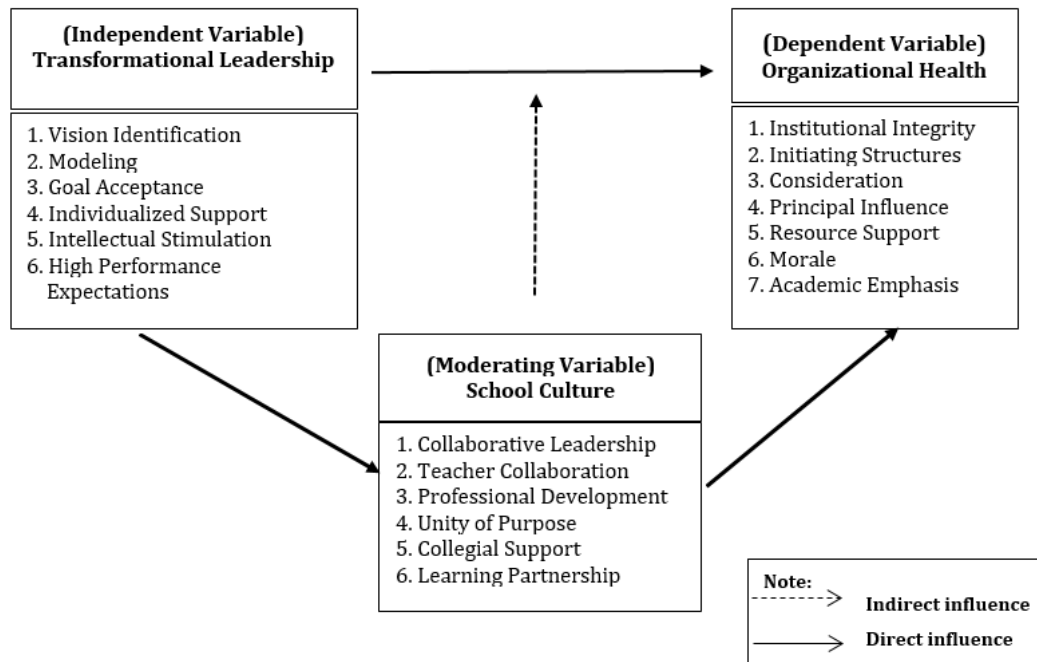 (Independent Variable)
Transformational Leadership
1. Vision Identification
2. Modeling
3. Goal Acceptance
4. Individualized Support
5. Intellectual Stimulation
6. High Performance
Expectations
(Dependent Variable)
Organizational Health
1. Institutional Integrity
2. Initiating Structures
3. Consideration
4. Principal Influence
5. Resource Support
6. Morale
7. Academic Emphasis
(Moderating Variable)
School Culture
1. Collaborative Leadership
2. Teacher Collaboration
3. Professional Development
4. Unity of Purpose
5. Collegial Support
6. Learning Partnership
Note:
Indirect influence
Direct influence